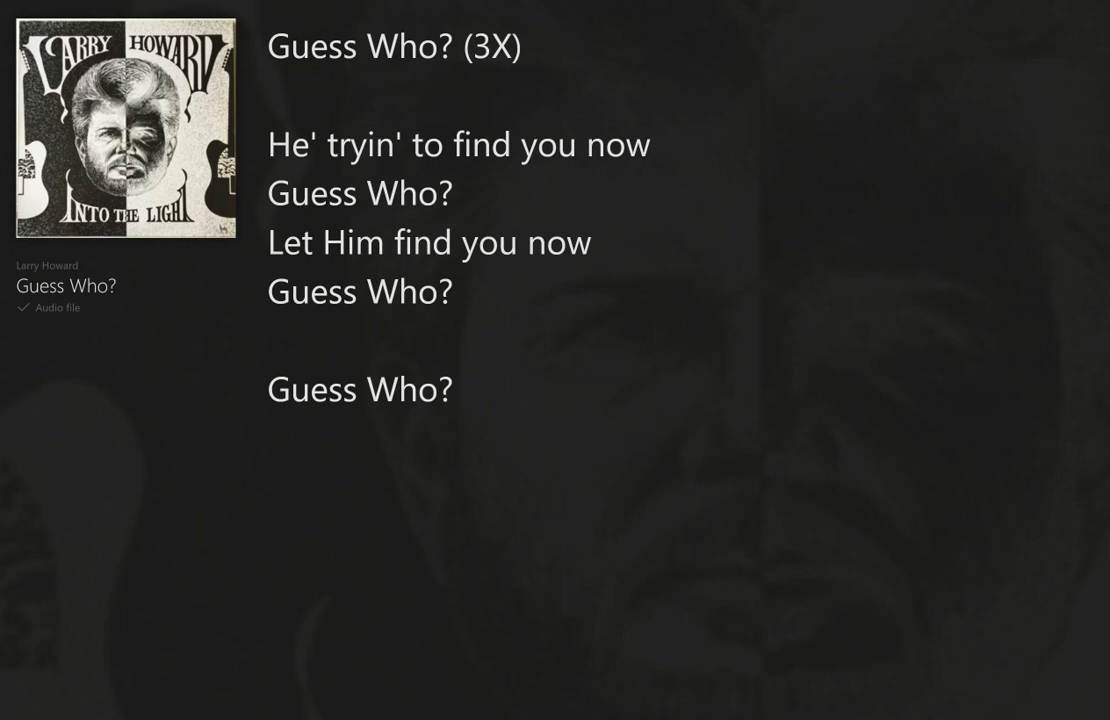 LARRY HOWARD
INTO THE LIGHT
Larry Howard
Guess Who?
Audio file
Guess Who? (3X)
He' tryin' to find you now
Guess Who?
Let Him find you now
Guess Who?
Guess Who?